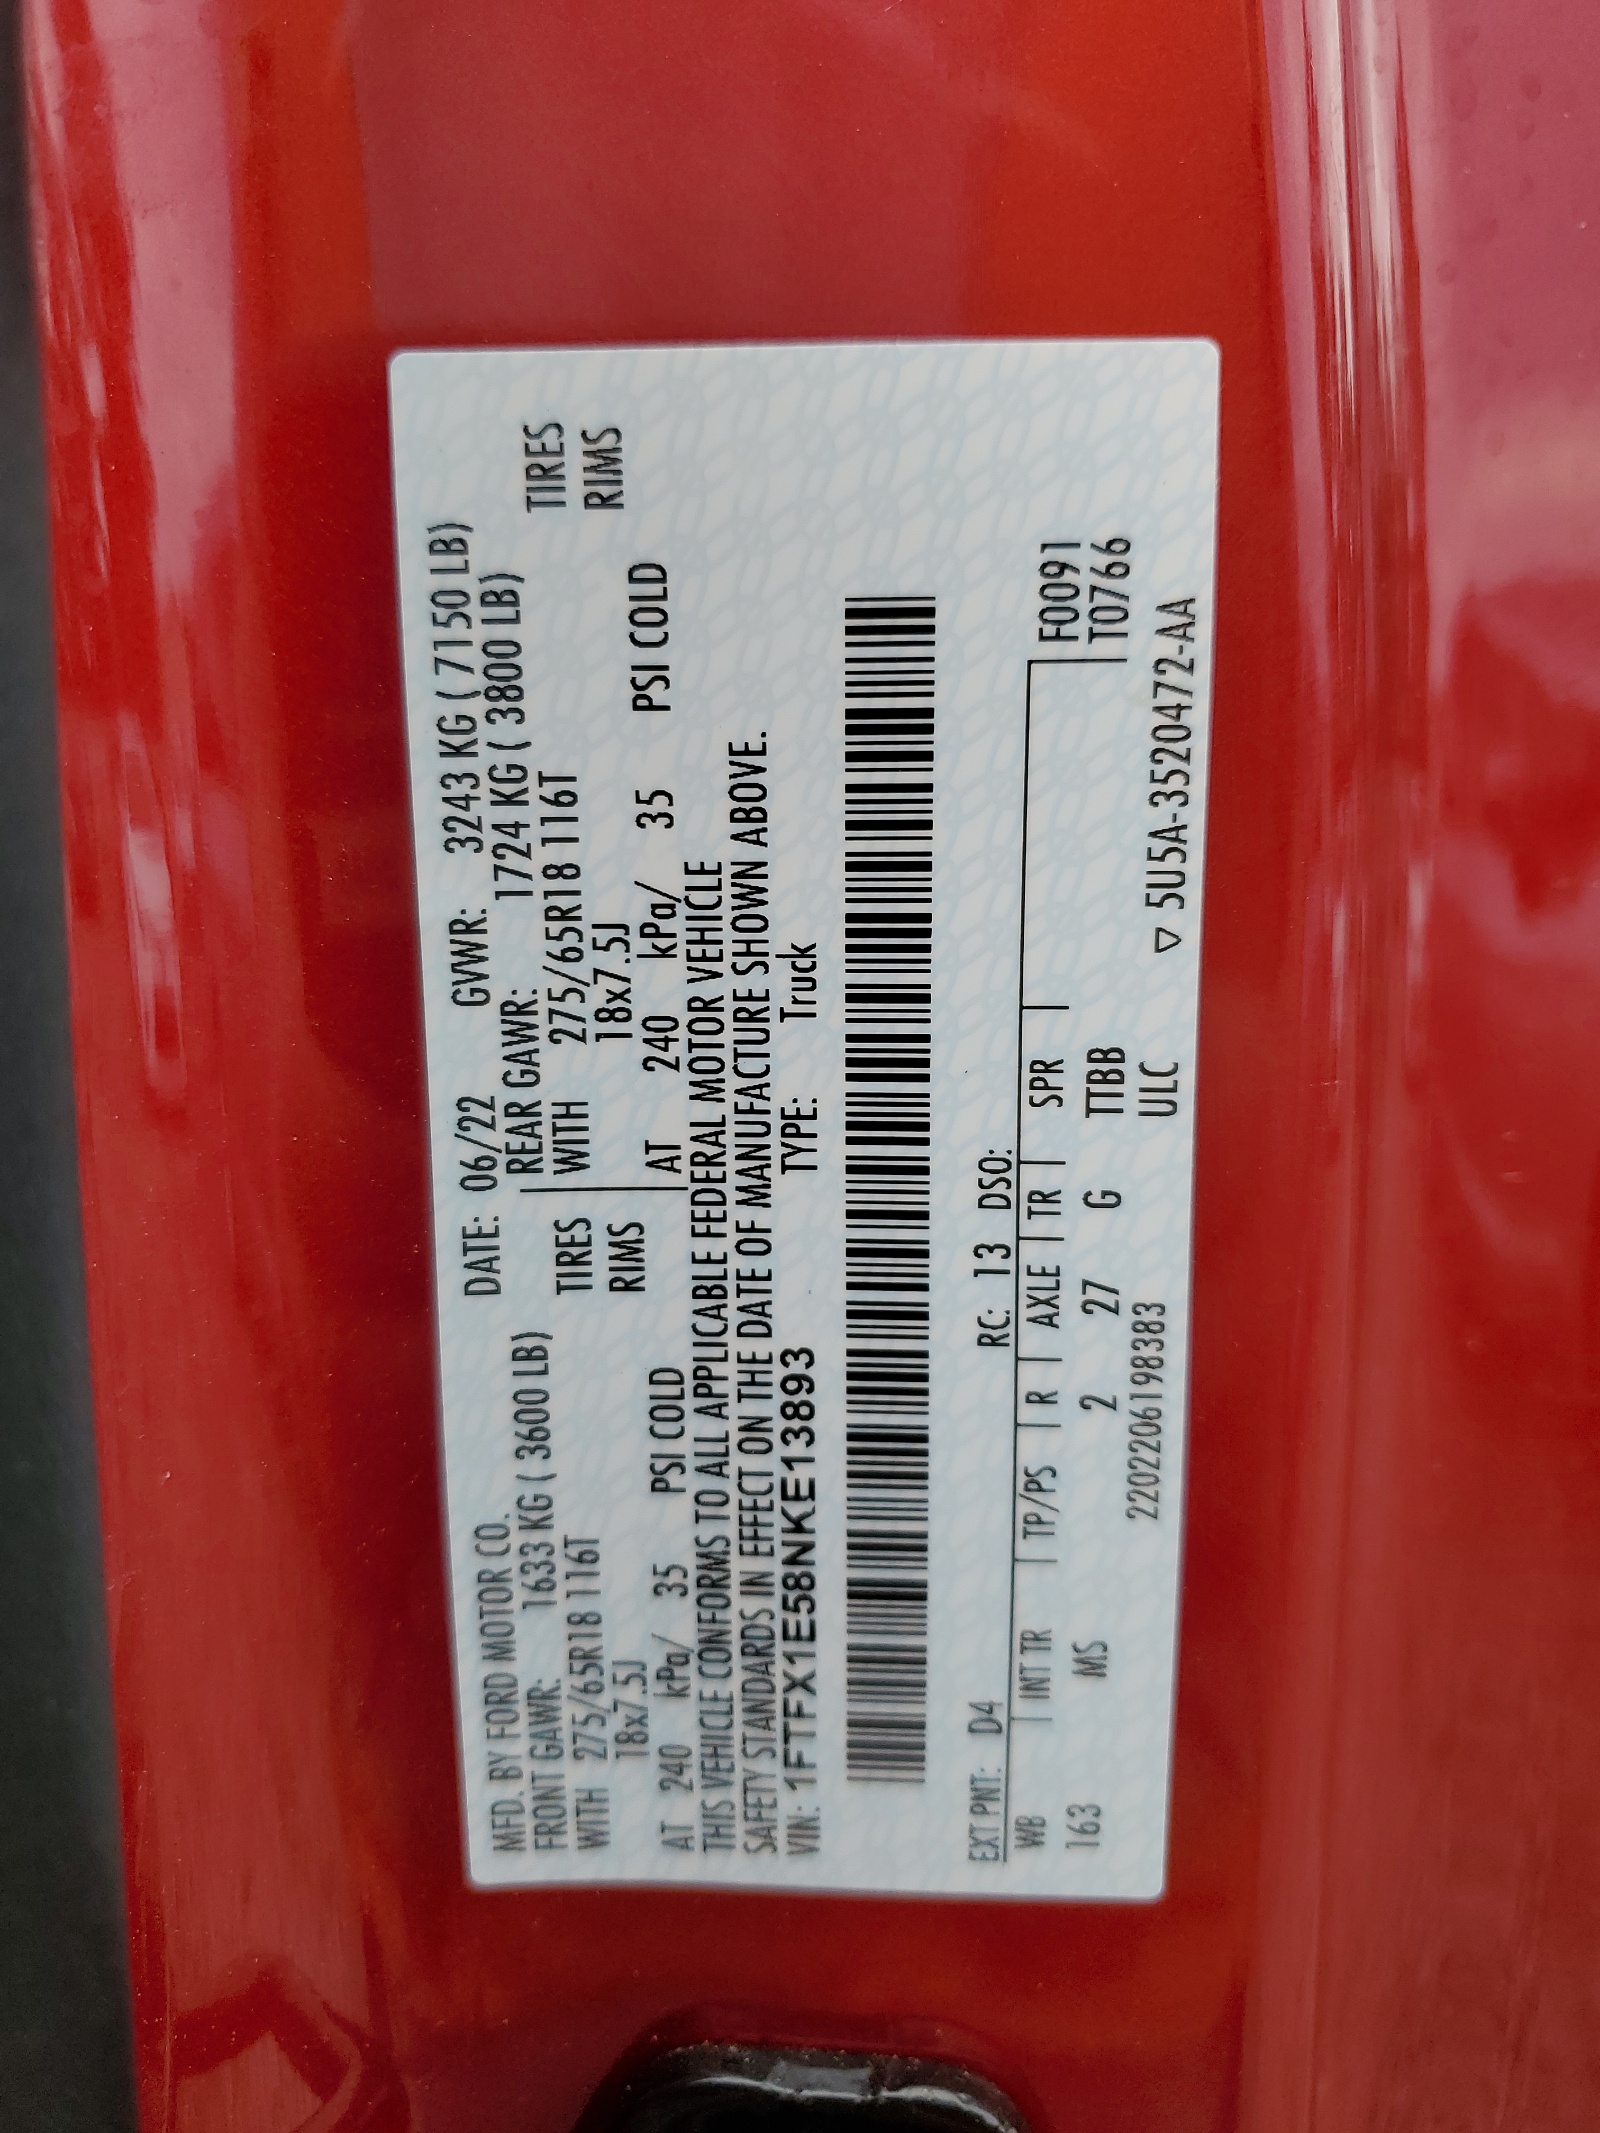 MFD. BY FORD MOTOR CO. DATE: 06/22 GVWR: 3243 KG ( 7150 LB)
FRONT GAWR: 1633 KG ( 3600 LB) REAR GAWR: 1724 KG ( 3800 LB)
WITH 275/65R18 116T TIRES WITH 275/65R18 116T TIRES
18x7.5J RIMS 18x7.5J RIMS
AT 240 kPa/ 35 PSI COLD AT 240 kPa/ 35 PSI COLD
THIS VEHICLE CONFORMS TO ALL APPLICABLE FEDERAL MOTOR VEHICLE
SAFETY STANDARDS IN EFFECT ON THE DATE OF MANUFACTURE SHOWN ABOVE.
VIN: 1FTFX1E58NKE13893 TYPE: Truck
EXT PNT: D4 RC: 13 DSO:
WB | INT TR | TP/PS | R | AXLE | TR | SPR | F0091
163 MS 2 2 27 G TTBB T0766
2202206198383 ULC ▽ 5U5A-3520472-AA